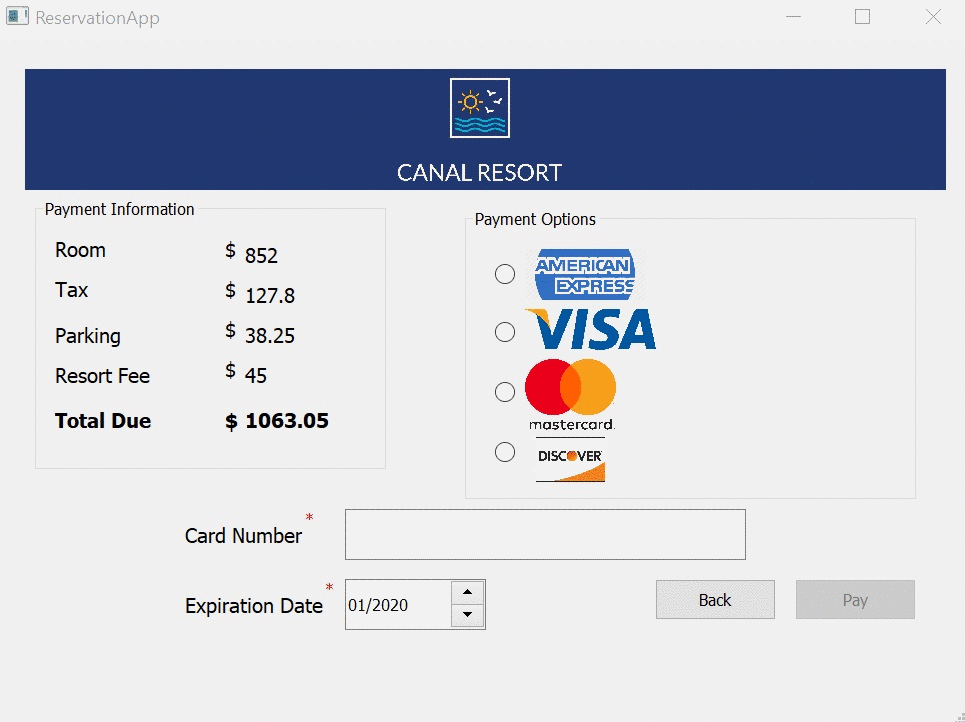 ReservationApp
CANAL RESORT
Payment Information
Room $ 852
Tax $ 127.8
Parking $ 38.25
Resort Fee $ 45
Total Due $ 1063.05
Payment Options
AMERICAN
EXPRESS
VISA
mastercard.
DISCOVER
Card Number *
Expiration Date * 01/2020
Back
Pay